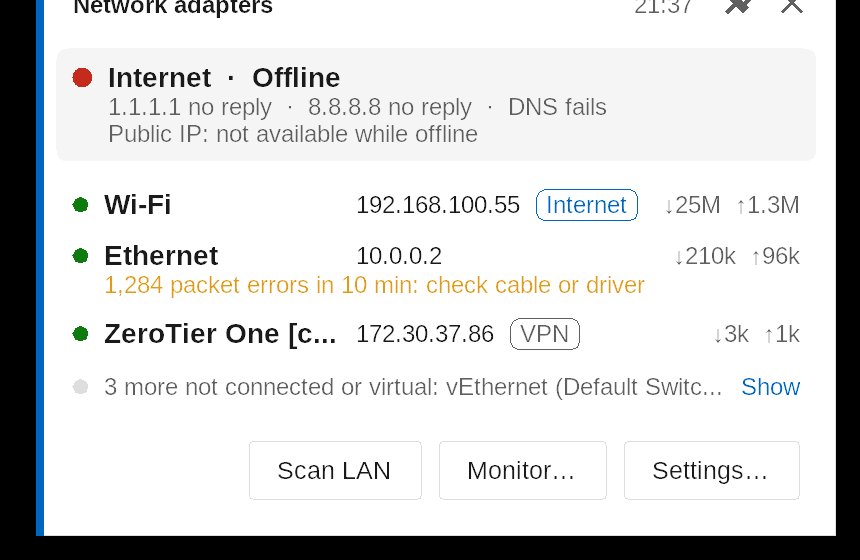 Network adapters 21:37
Internet · Offline
1.1.1.1 no reply · 8.8.8.8 no reply · DNS fails
Public IP: not available while offline
Wi-Fi 192.168.100.55 Internet ↓25M ↑1.3M
Ethernet 10.0.0.2 ↓210k ↑96k
1,284 packet errors in 10 min: check cable or driver
ZeroTier One [c... 172.30.37.86 VPN ↓3k ↑1k
3 more not connected or virtual: vEthernet (Default Switc... Show
Scan LAN Monitor... Settings...